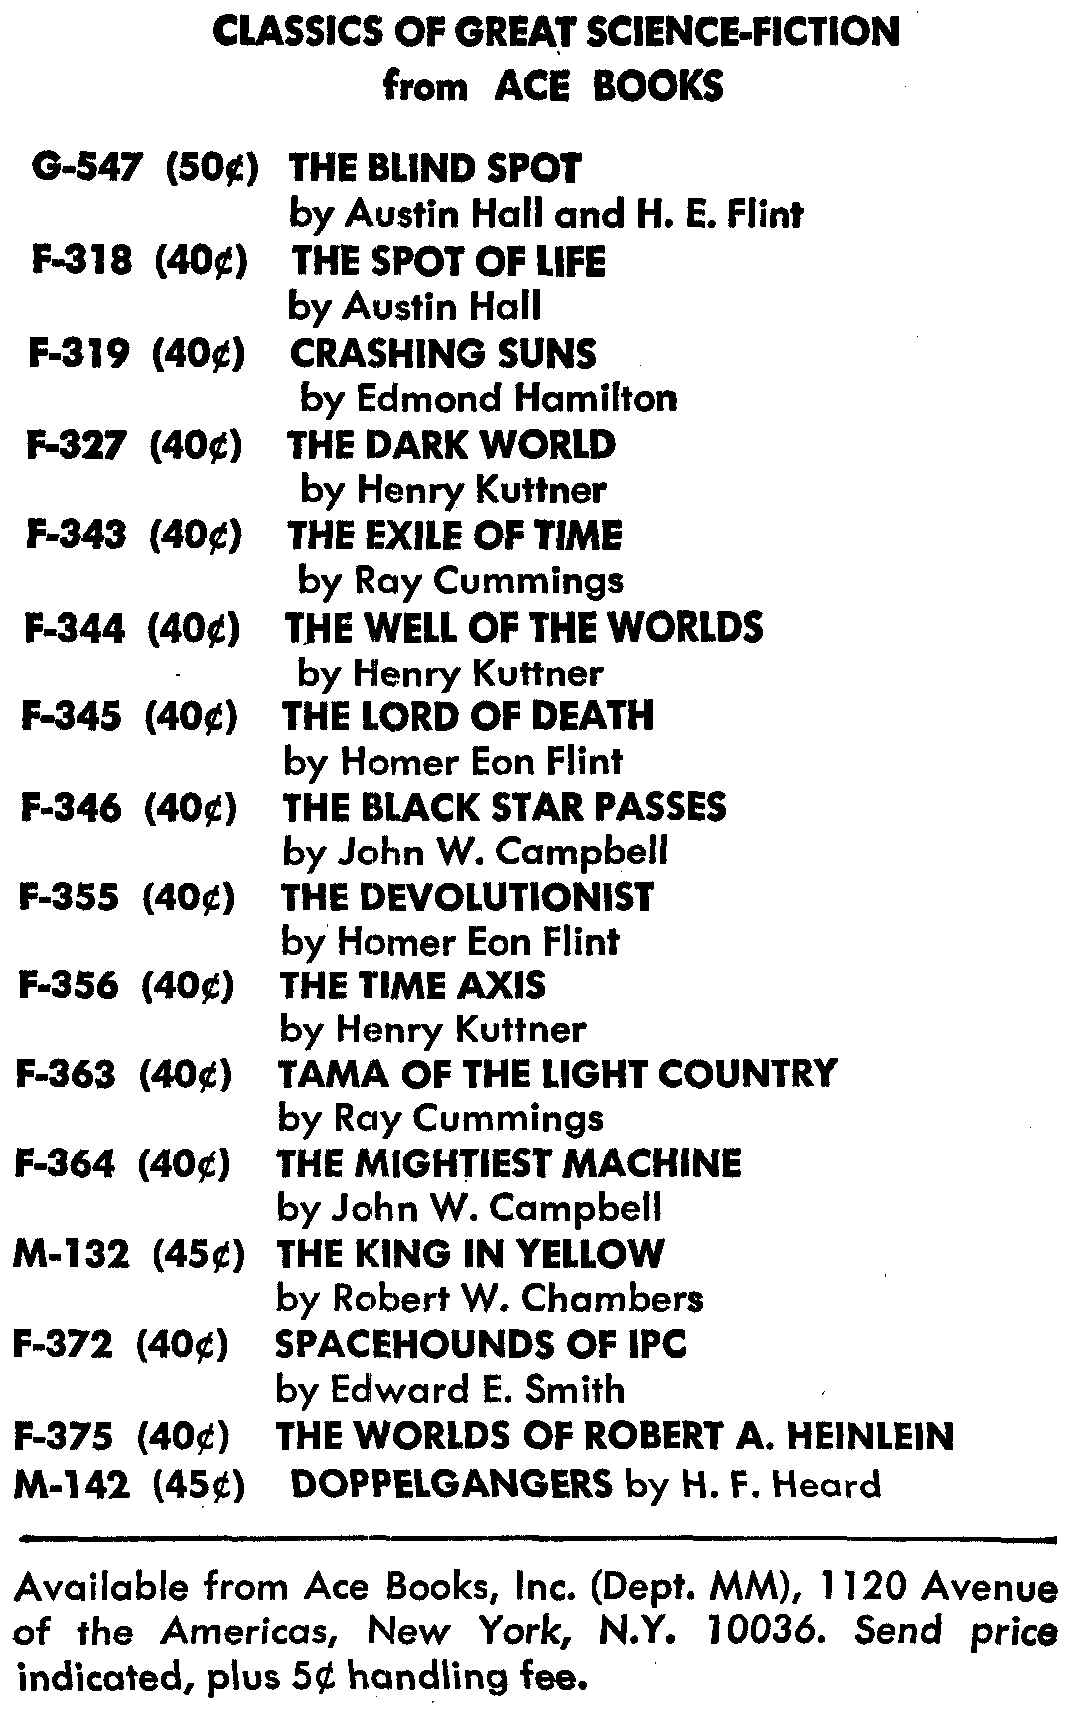 CLASSICS OF GREAT SCIENCE-FICTION
from ACE BOOKS
G-547 (50¢) THE BLIND SPOT
by Austin Hall and H. E. Flint
F-318 (40¢) THE SPOT OF LIFE
by Austin Hall
F-319 (40¢) CRASHING SUNS
by Edmond Hamilton
F-327 (40¢) THE DARK WORLD
by Henry Kuttner
F-343 (40¢) THE EXILE OF TIME
by Ray Cummings
F-344 (40¢) THE WELL OF THE WORLDS
by Henry Kuttner
F-345 (40¢) THE LORD OF DEATH
by Homer Eon Flint
F-346 (40¢) THE BLACK STAR PASSES
by John W. Campbell
F-355 (40¢) THE DEVOLUTIONIST
by Homer Eon Flint
F-356 (40¢) THE TIME AXIS
by Henry Kuttner
F-363 (40¢) TAMA OF THE LIGHT COUNTRY
by Ray Cummings
F-364 (40¢) THE MIGHTIEST MACHINE
by John W. Campbell
M-132 (45¢) THE KING IN YELLOW
by Robert W. Chambers
F-372 (40¢) SPACEHOUNDS OF IPC
by Edward E. Smith
F-375 (40¢) THE WORLDS OF ROBERT A. HEINLEIN
M-142 (45¢) DOPPELGANGERS by H. F. Heard
Available from Ace Books, Inc. (Dept. MM), 1120 Avenue
of the Americas, New York, N.Y. 10036. Send price
indicated, plus 5¢ handling fee.